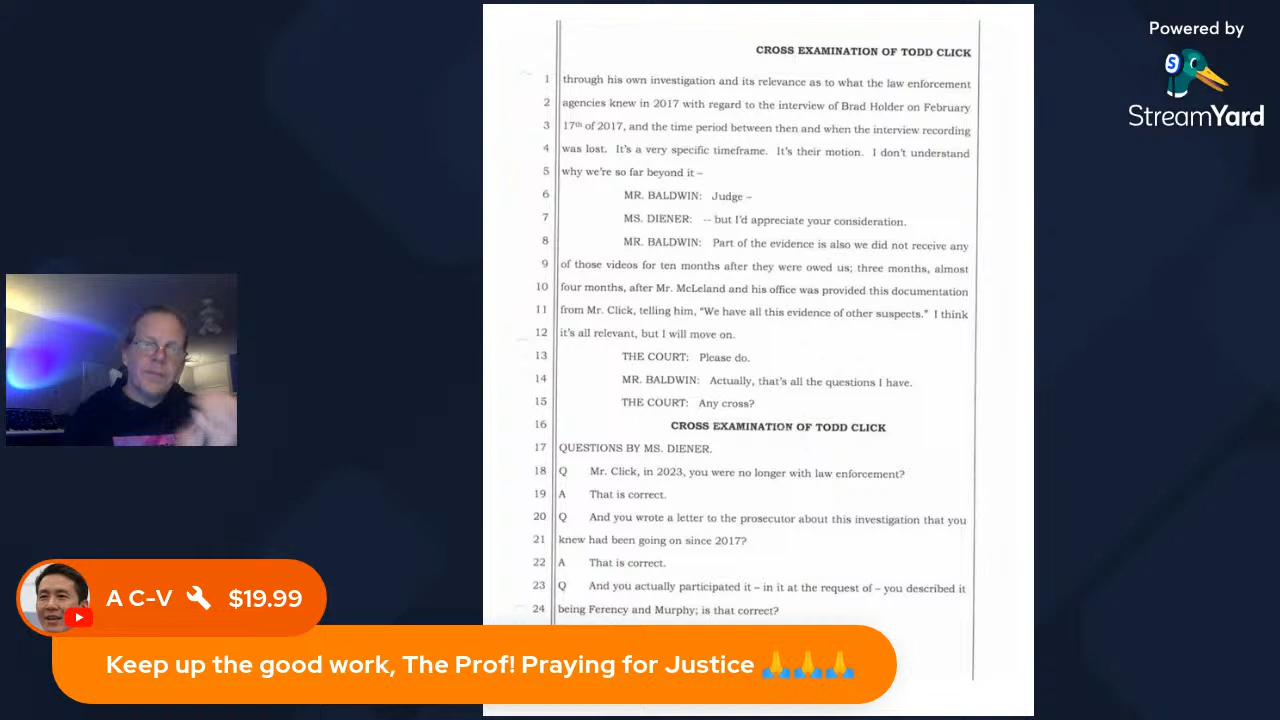 Powered by
StreamYard
CROSS EXAMINATION OF TODD CLICK
1 through his own investigation and its relevance as to what the law enforcement
2 agencies knew in 2017 with regard to the interview of Brad Holder on February
3 17th of 2017, and the time period between then and when the interview recording
4 was lost. It's a very specific timeframe. It's their motion. I don't understand
5 why we're so far beyond it –
6 MR. BALDWIN: Judge –
7 MS. DIENER: -- but I'd appreciate your consideration.
8 MR. BALDWIN: Part of the evidence is also we did not receive any
9 of those videos for ten months after they were owed us; three months, almost
10 four months, after Mr. McLeland and his office was provided this documentation
11 from Mr. Click, telling him, "We have all this evidence of other suspects." I think
12 it's all relevant, but I will move on.
13 THE COURT: Please do.
14 MR. BALDWIN: Actually, that's all the questions I have.
15 THE COURT: Any cross?
16 CROSS EXAMINATION OF TODD CLICK
17 QUESTIONS BY MS. DIENER.
18 Q Mr. Click, in 2023, you were no longer with law enforcement?
19 A That is correct.
20 Q And you wrote a letter to the prosecutor about this investigation that you
21 knew had been going on since 2017?
22 A That is correct.
23 Q And you actually participated it – in it at the request of – you described it
24 being Ferency and Murphy; is that correct?
A C-V 🔧 $19.99
Keep up the good work, The Prof! Praying for Justice 🙏🙏🙏